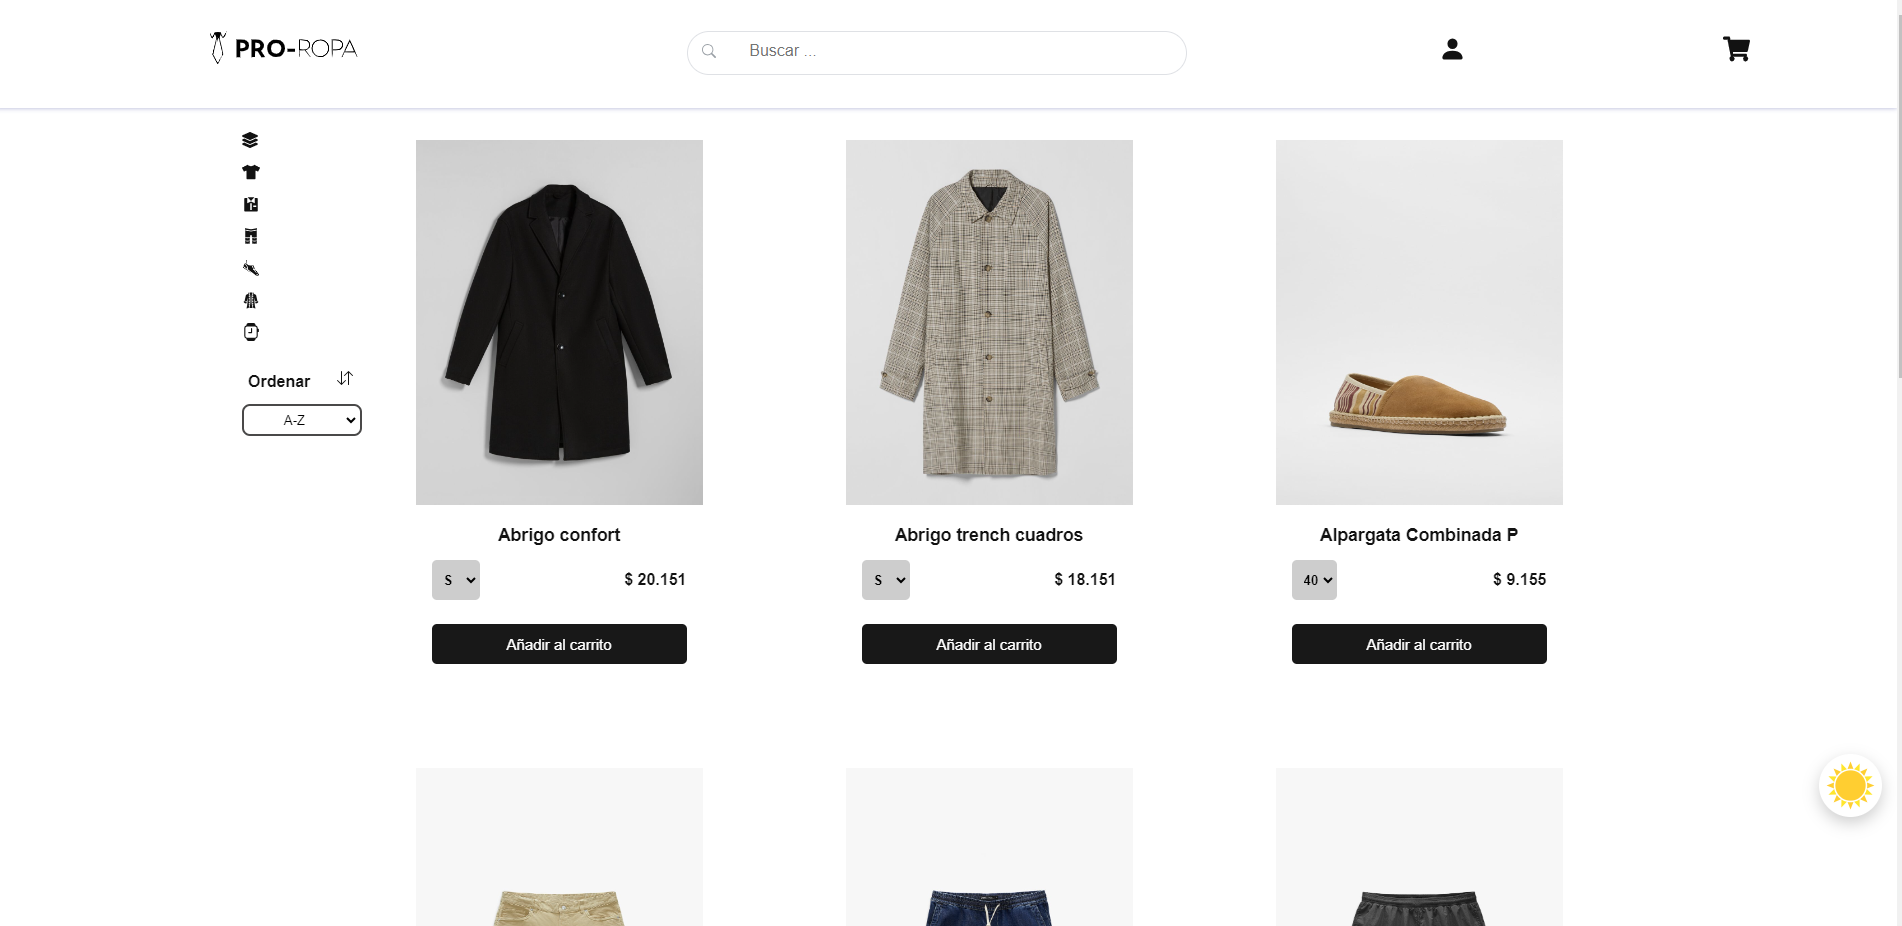 PRO-ROPA
Buscar ...
Ordenar
A-Z
Abrigo confort
S
$ 20.151
Añadir al carrito
Abrigo trench cuadros
S
$ 18.151
Añadir al carrito
Alpargata Combinada P
40
$ 9.155
Añadir al carrito